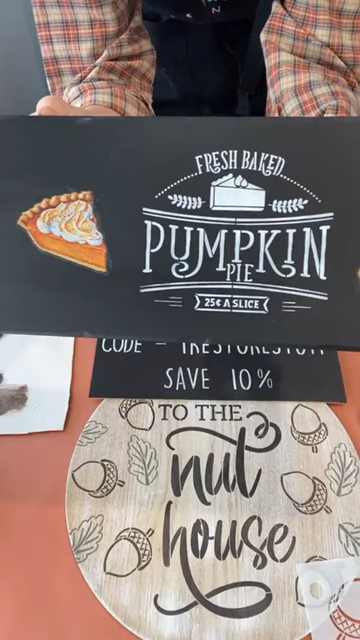 FRESH BAKED
PUMPKIN
PIE
25¢ A SLICE
CODE -
SAVE 10%
TO THE
nut
house